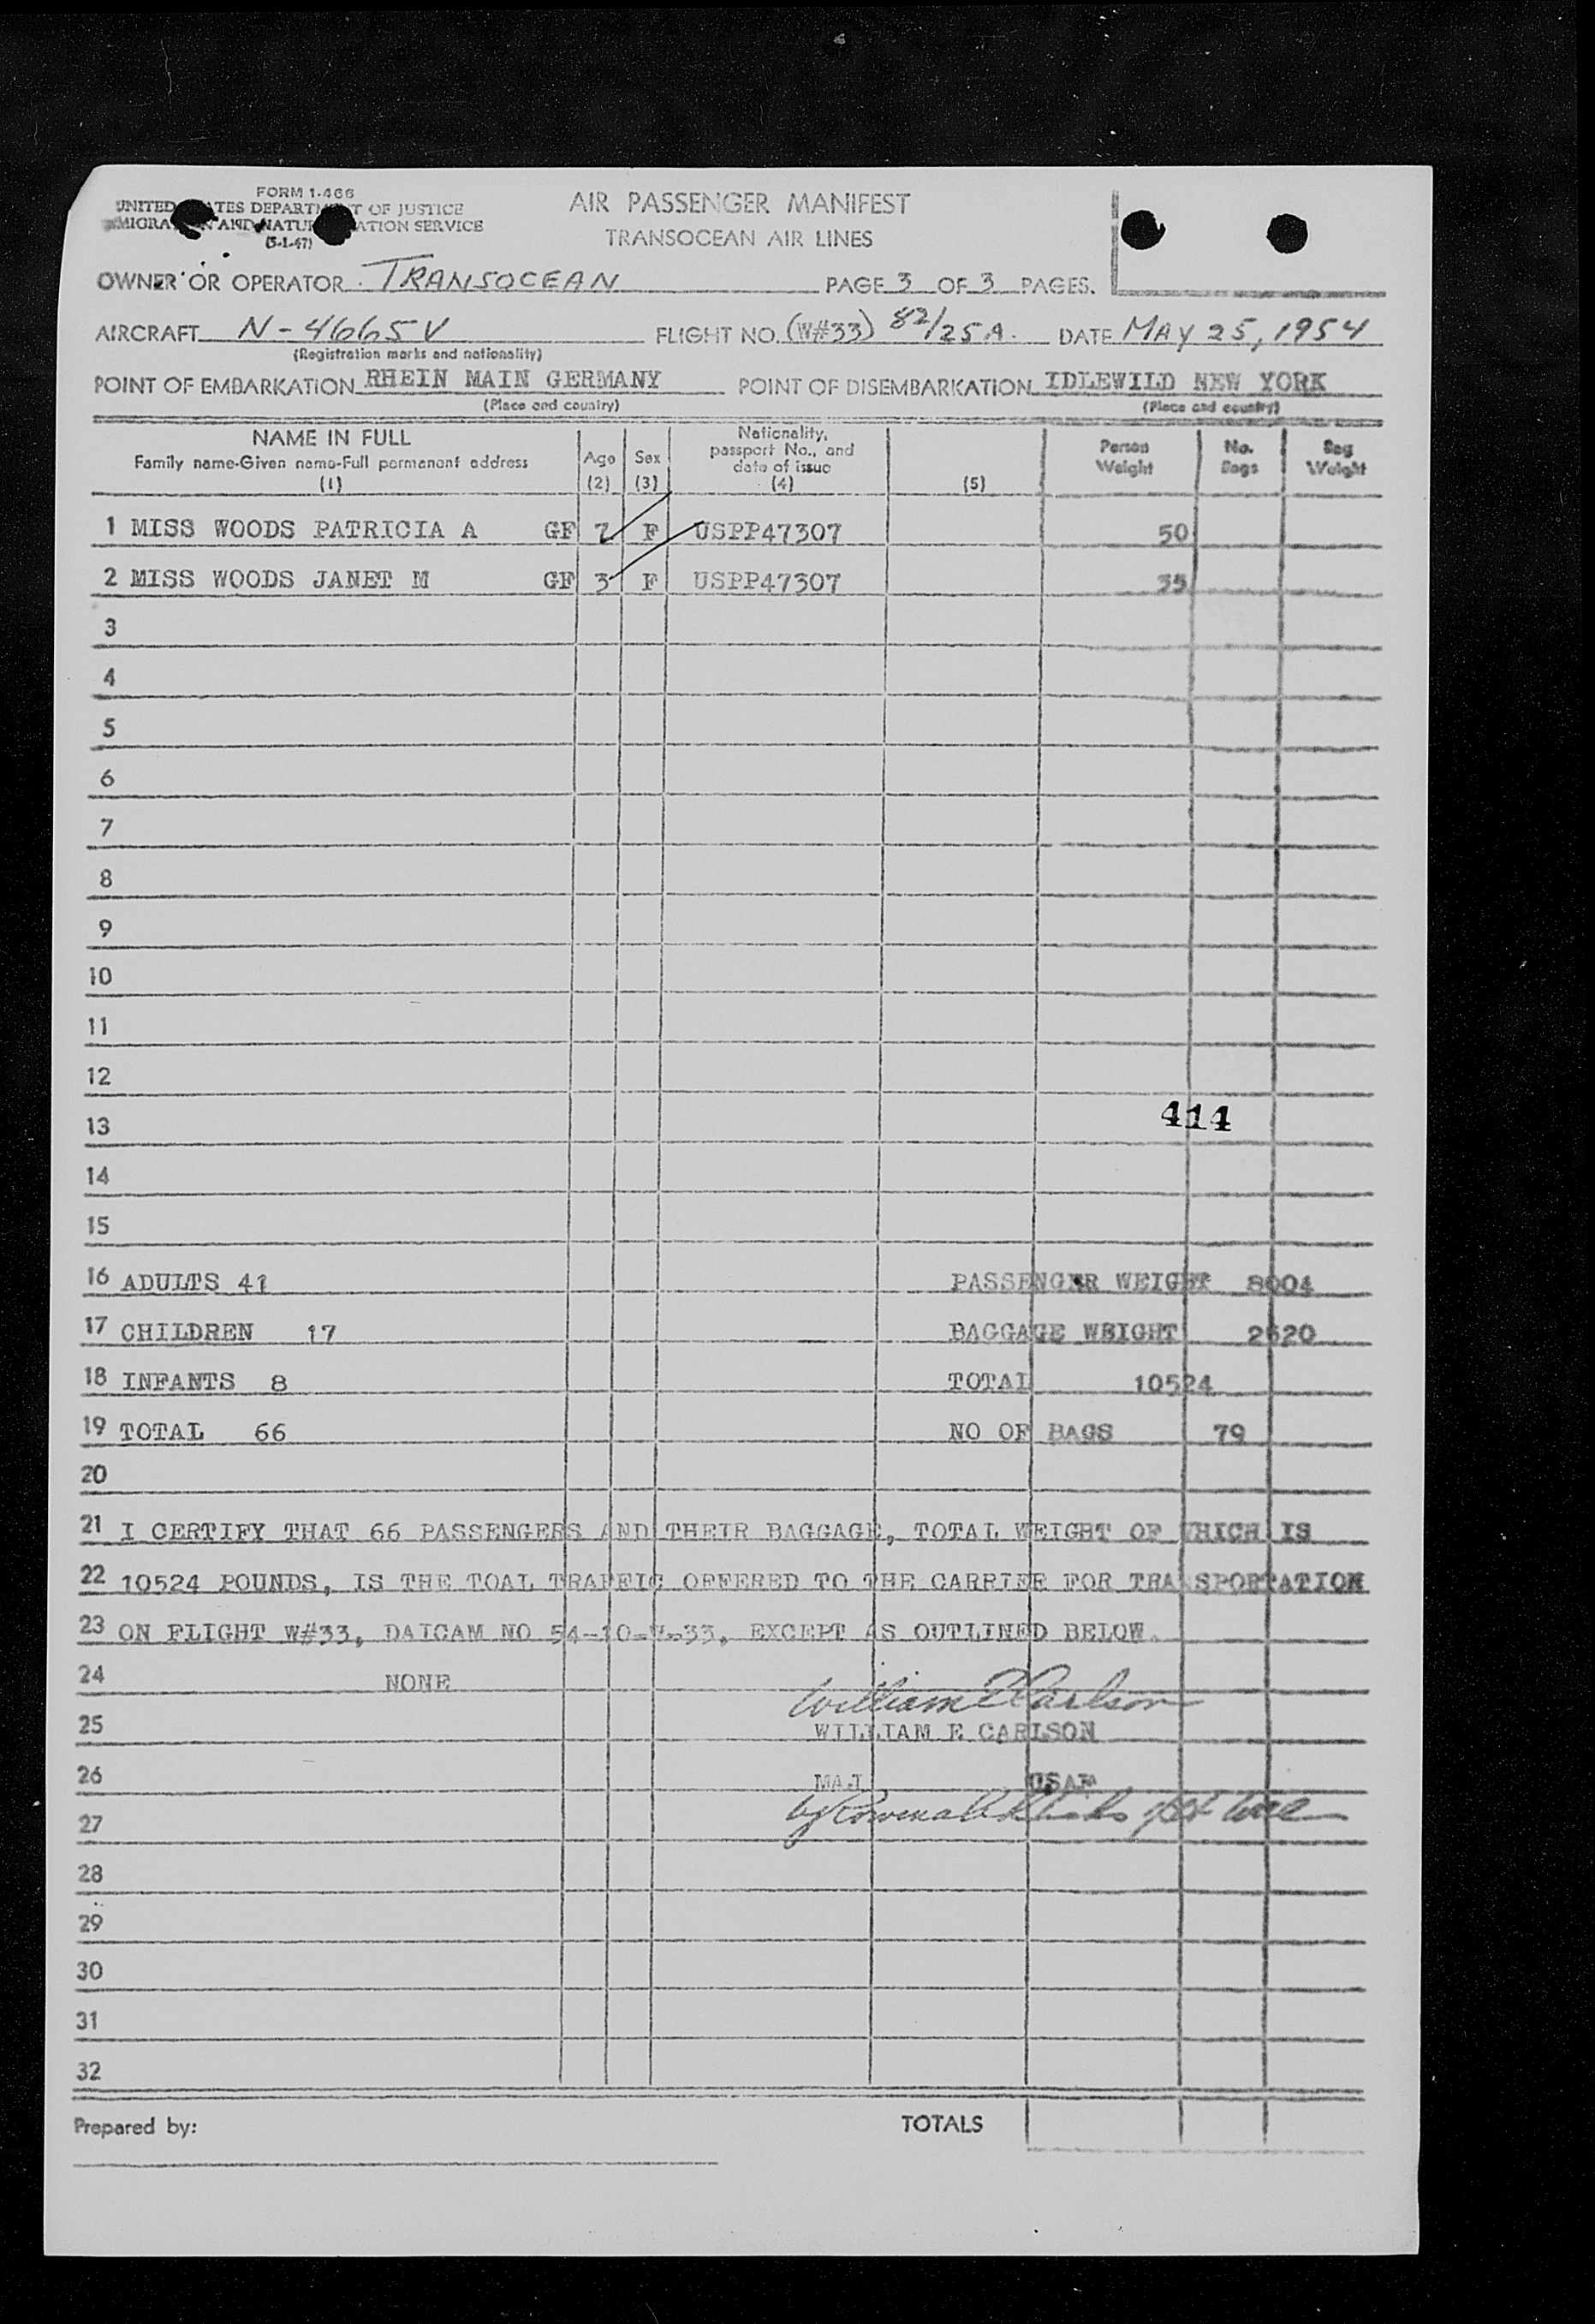 FORM 1-466
UNITED TES DEPARTM T OF JUSTICE
MIGRA N AND NATU ATION SERVICE
(5-1-47)
AIR PASSENGER MANIFEST
TRANSOCEAN AIR LINES
OWNER OR OPERATOR TRANSOCEAN PAGE 3 OF 3 PAGES.
AIRCRAFT N-4665V FLIGHT NO. (W#33) 82/25A. DATE MAY 25, 1954
(Registration marks and nationality)
POINT OF EMBARKATION RHEIN MAIN GERMANY POINT OF DISEMBARKATION IDLEWILD NEW YORK
(Place and country) (Place and country)
NAME IN FULL
Family name-Given name-Full permanent address
(1)
Age
(2)
Sex
(3)
Nationality,
passport No., and
date of issue
(4)
(5)
Person
Weight
No.
Bags
Bag
Weight
1 MISS WOODS PATRICIA A GF 7 F USPP47307 50
2 MISS WOODS JANET M GF 3 F USPP47307 35
3
4
5
6
7
8
9
10
11
12
13 414
14
15
16 ADULTS 41 PASSENGER WEIGHT 8004
17 CHILDREN 17 BAGGAGE WEIGHT 2520
18 INFANTS 8 TOTAL 10524
19 TOTAL 66 NO OF BAGS 79
20
21 I CERTIFY THAT 66 PASSENGERS AND THEIR BAGGAGE, TOTAL WEIGHT OF WHICH IS
22 10524 POUNDS, IS THE TOAL TRAFFIC OFFERED TO THE CARRIER FOR TRANSPORTATION
23 ON FLIGHT W#33, DAICAM NO 54-10-W-33, EXCEPT AS OUTLINED BELOW.
24 NONE William E Carlson
25 WILLIAM E CARLSON
26 MAJ USAF
27 by
28
29
30
31
32
Prepared by: TOTALS